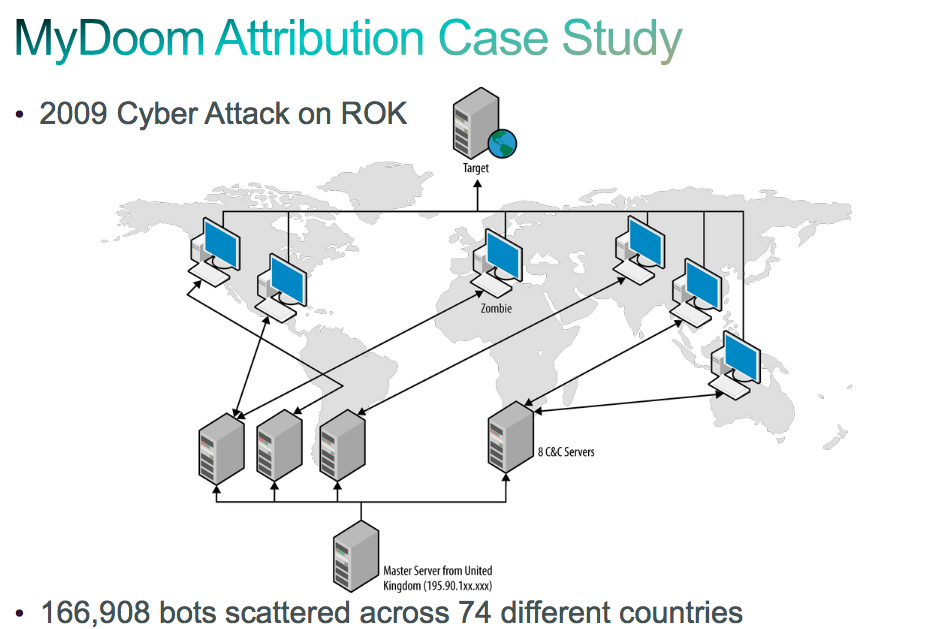 MyDoom Attribution Case Study
• 2009 Cyber Attack on ROK
Target
Zombie
8 C&C Servers
Master Server from United
Kingdom (195.90.1xx.xxx)
• 166,908 bots scattered across 74 different countries